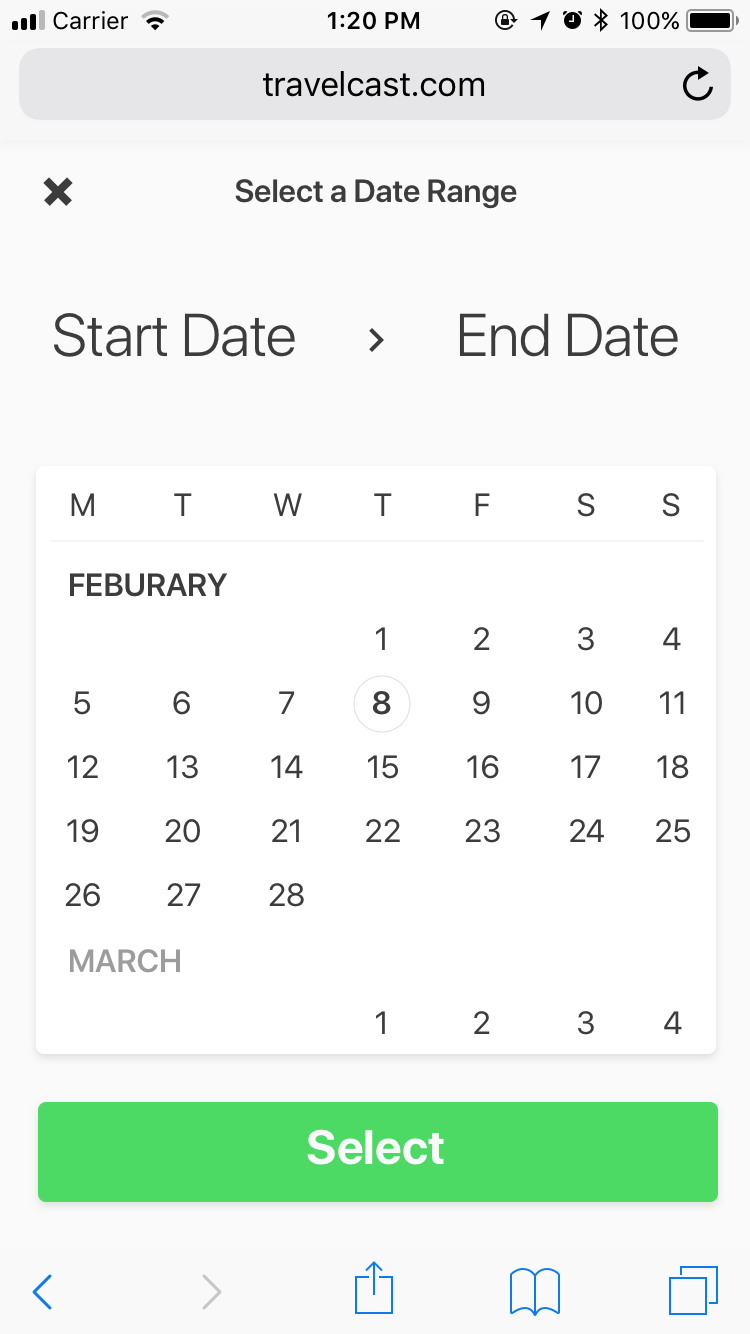 Carrier 1:20 PM 100%
travelcast.com
Select a Date Range
Start Date > End Date
M T W T F S S
FEBURARY
1 2 3 4
5 6 7 8 9 10 11
12 13 14 15 16 17 18
19 20 21 22 23 24 25
26 27 28
MARCH
1 2 3 4
Select